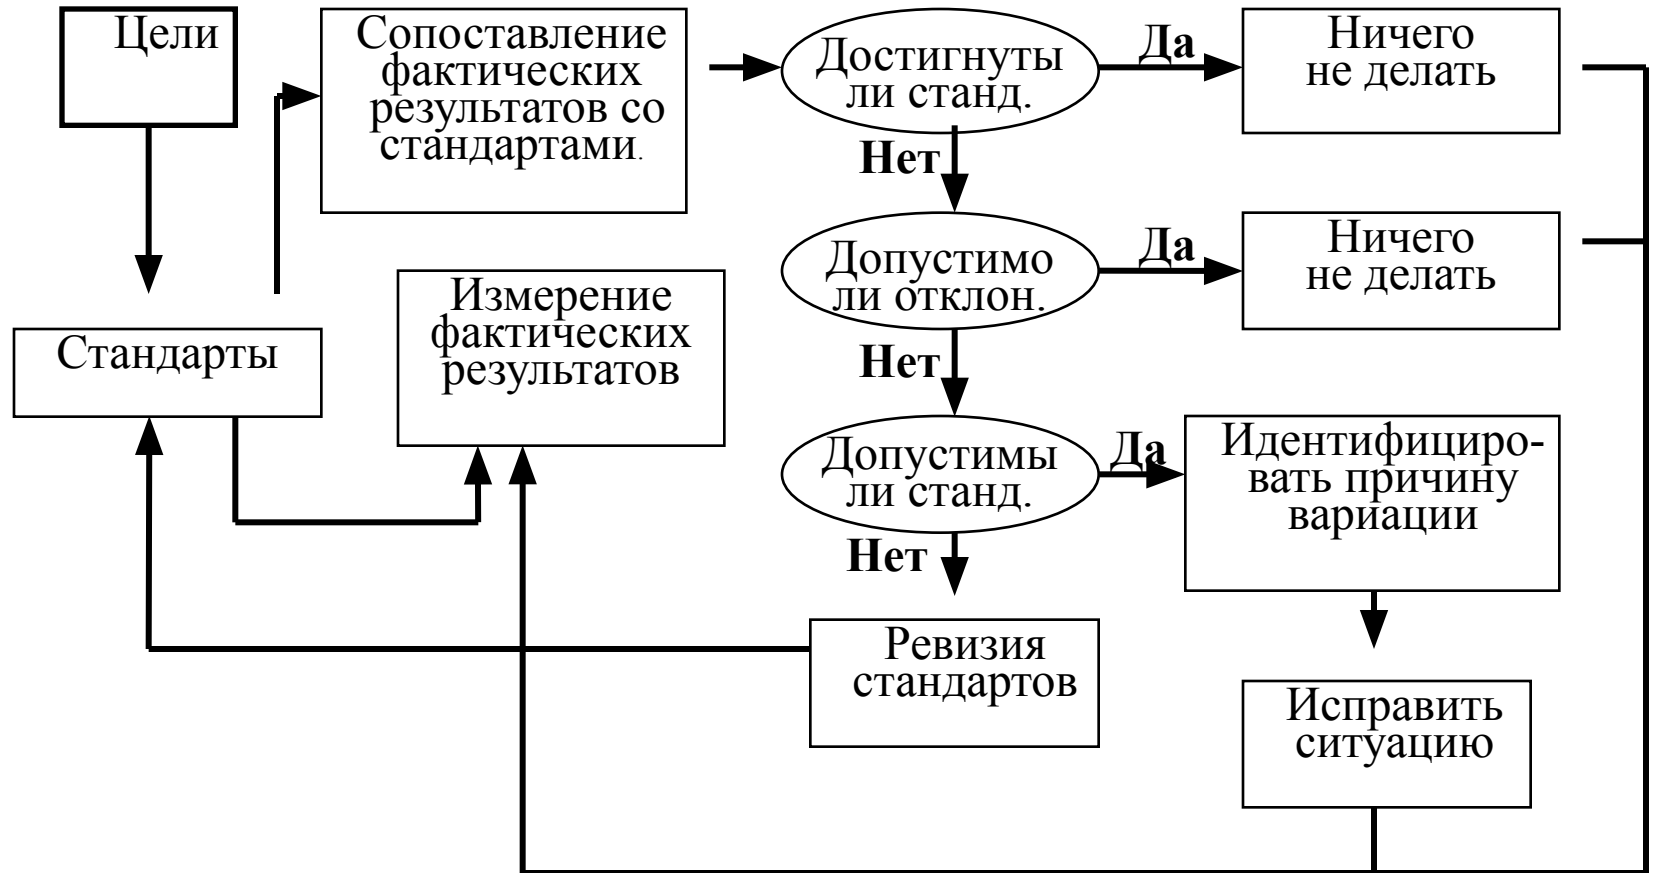 Цели
Сопоставление
фактических
результатов со
стандартами.
Достигнуты
ли станд.
Да
Ничего
не делать
Нет
Допустимо
ли отклон.
Да
Ничего
не делать
Измерение
фактических
результатов
Стандарты
Нет
Допустимы
ли станд.
Да
Идентифициро-
вать причину
вариации
Нет
Ревизия
стандартов
Исправить
ситуацию